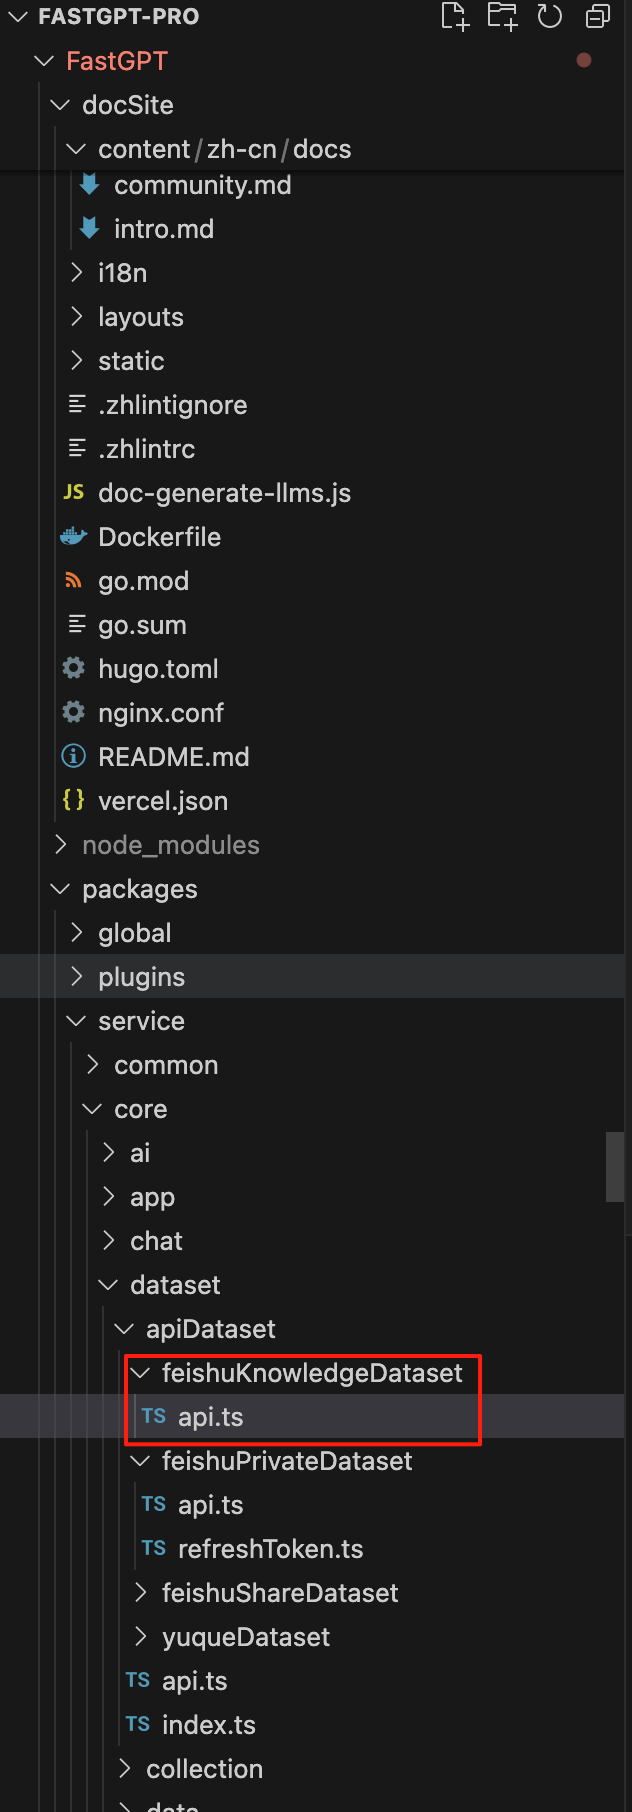 FASTGPT-PRO
FastGPT
docSite
content/zh-cn/docs
community.md
intro.md
i18n
layouts
static
.zhlintignore
.zhlintrc
JS doc-generate-llms.js
Dockerfile
go.mod
go.sum
hugo.toml
nginx.conf
README.md
{} vercel.json
node_modules
packages
global
plugins
service
common
core
ai
app
chat
dataset
apiDataset
feishuKnowledgeDataset
TS api.ts
feishuPrivateDataset
TS api.ts
TS refreshToken.ts
feishuShareDataset
yuqueDataset
TS api.ts
TS index.ts
collection
data